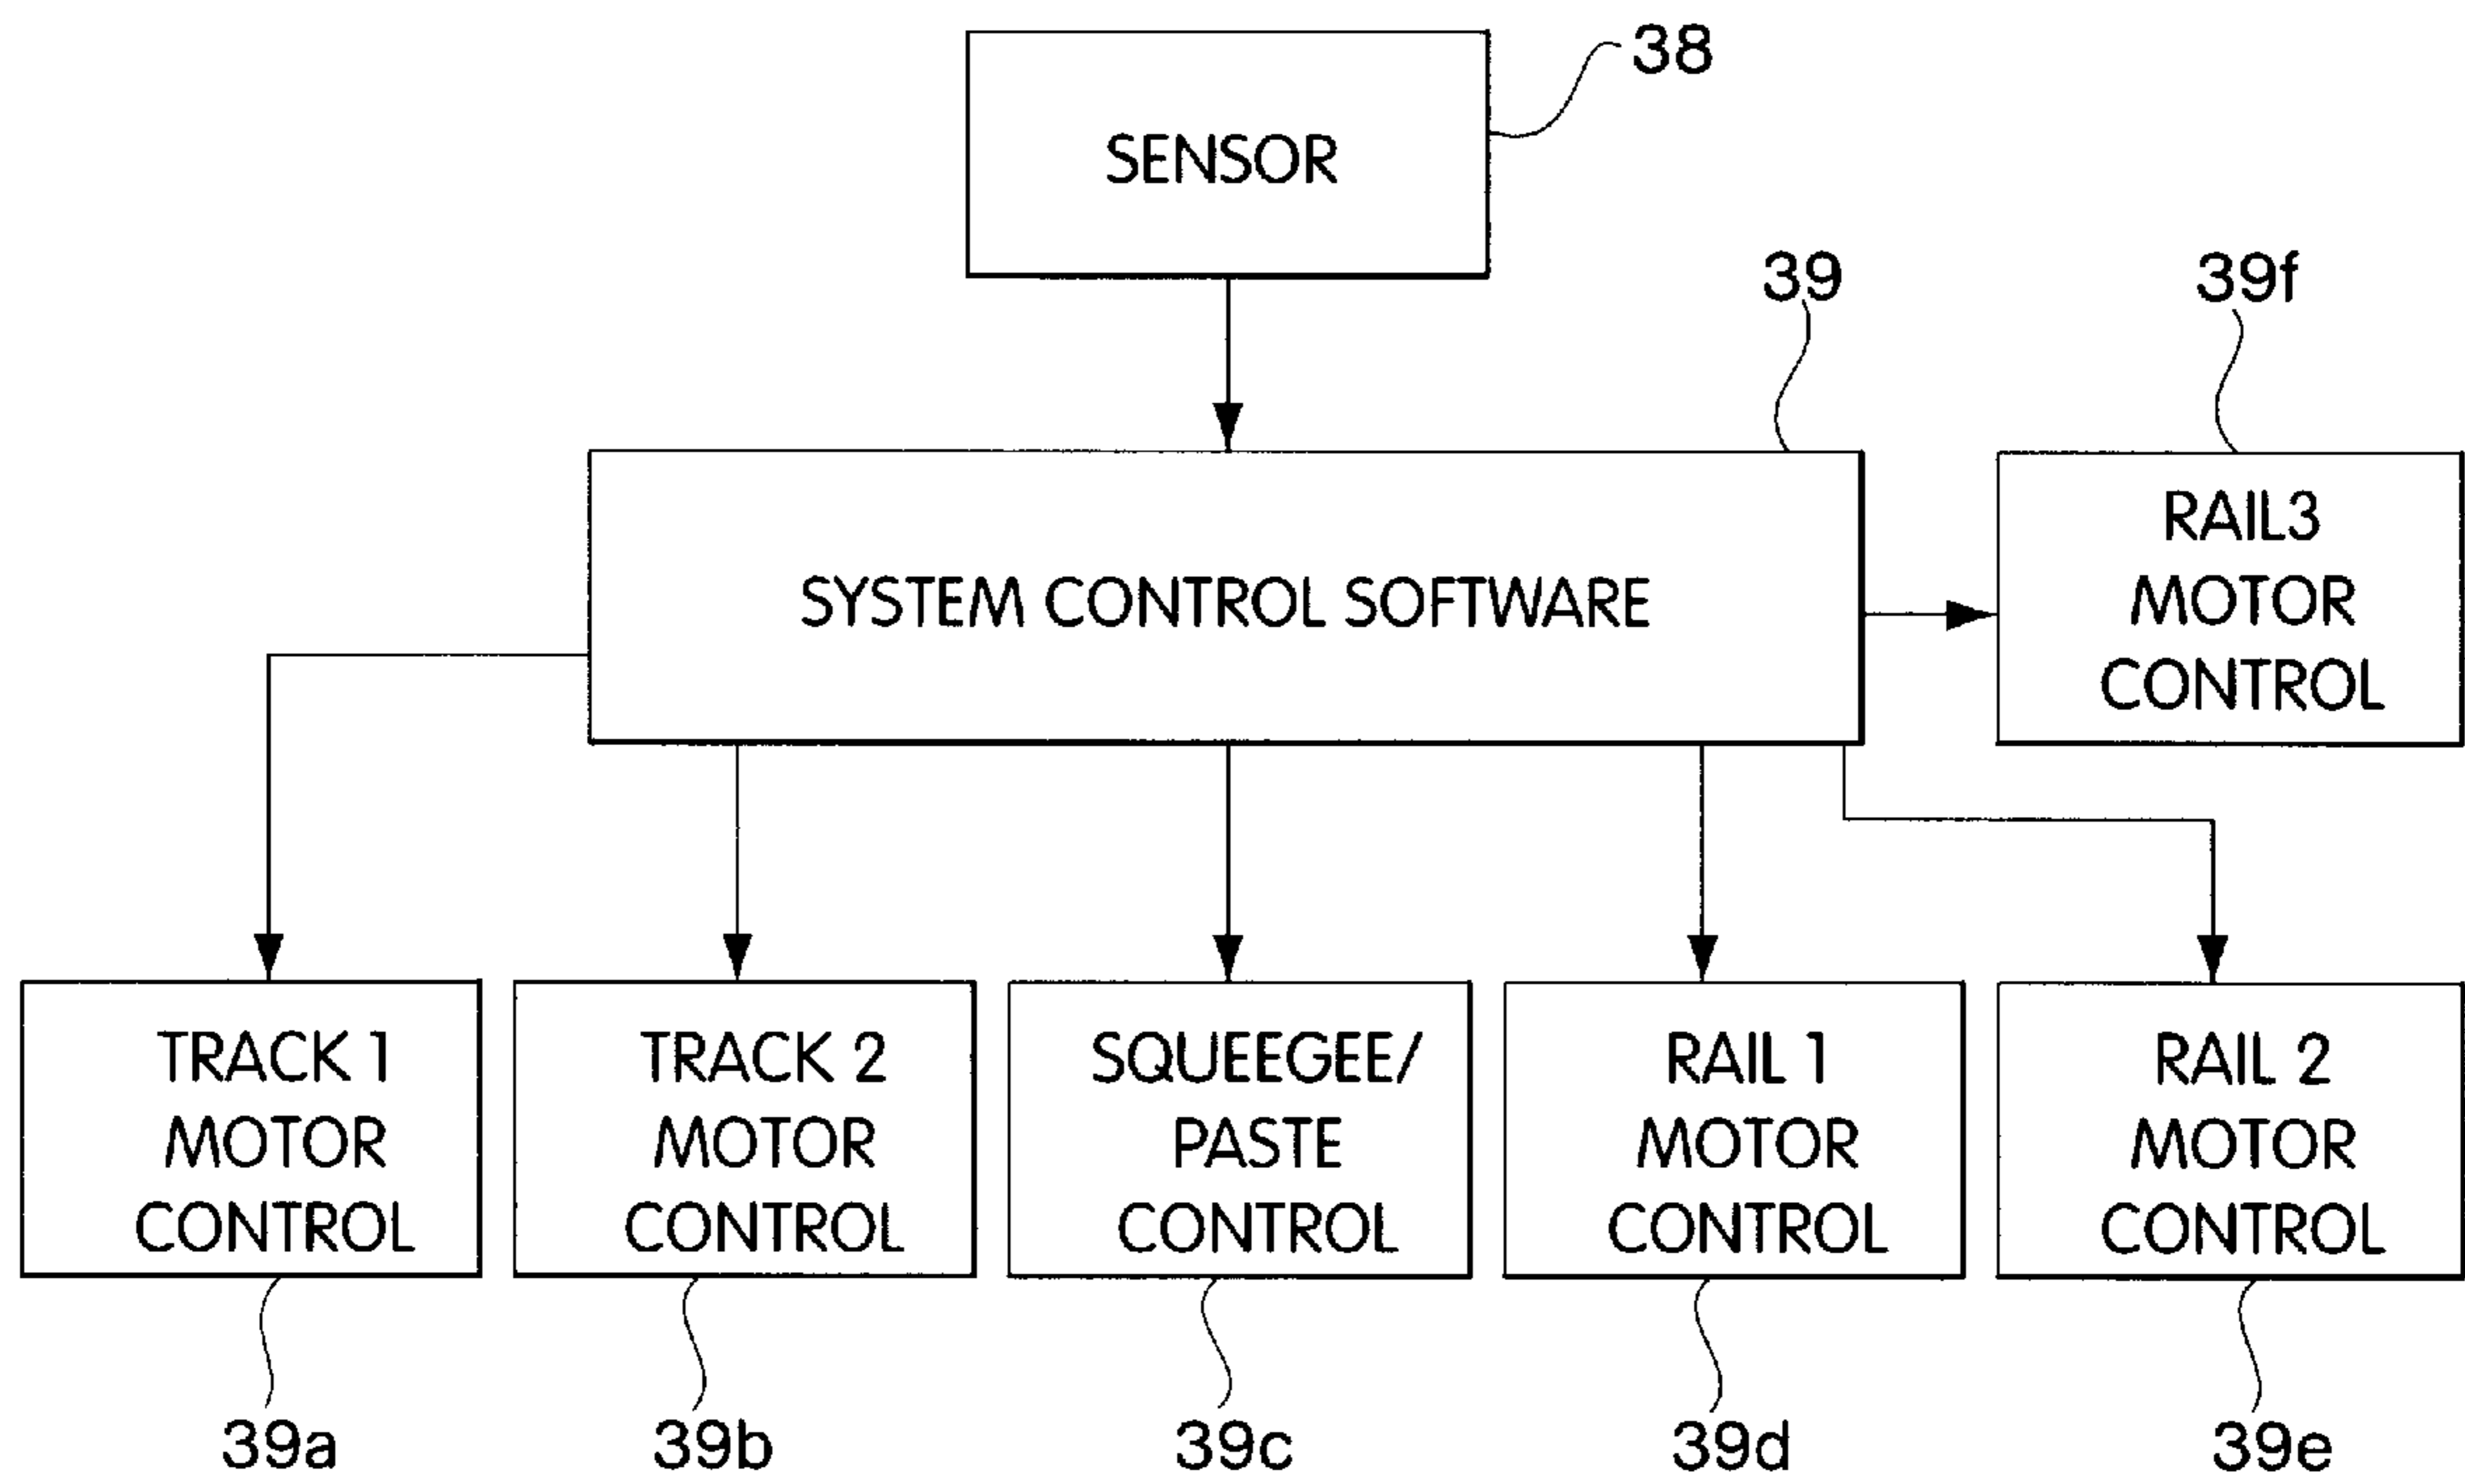 38
SENSOR
39
39f
SYSTEM CONTROL SOFTWARE
RAIL3
MOTOR
CONTROL
TRACK 1
MOTOR
CONTROL
TRACK 2
MOTOR
CONTROL
SQUEEGEE/
PASTE
CONTROL
RAIL 1
MOTOR
CONTROL
RAIL 2
MOTOR
CONTROL
39a
39b
39c
39d
39e